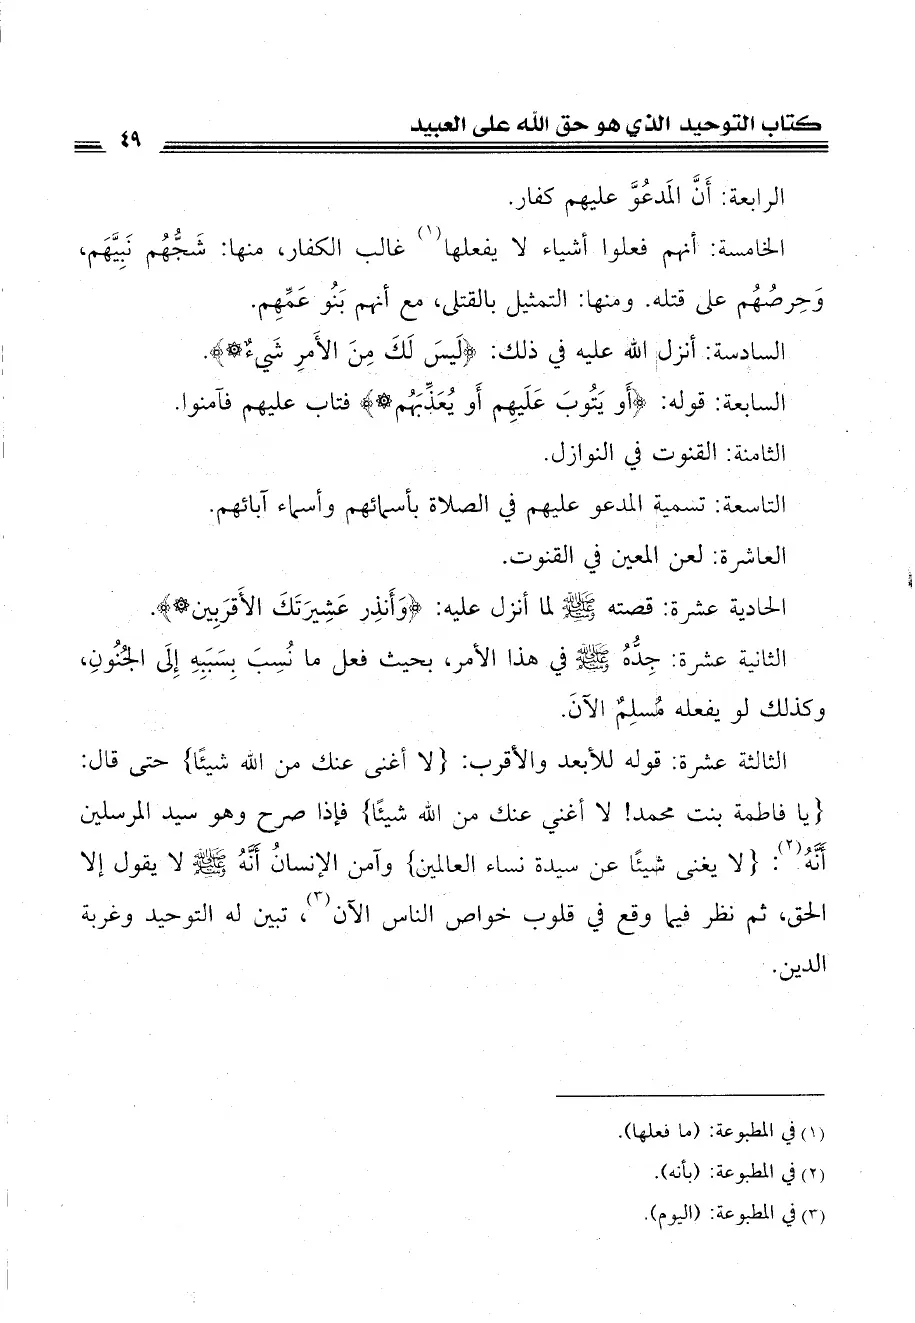 كتاب التوحيد الذي هو حق الله على العبيد
٤٩
الرابعة: أَنَّ المَدعُوَّ عليهم كفار.
الخامسة: أنهم فعلوا أشياء لا يفعلها(١) غالب الكفار، منها: شَجُّهُم نَبِيَّهُم،
وَحِرصُهُم على قتله. ومنها: التمثيل بالقتلى، مع أنهم بَنُو عَمِّهِم.
السادسة: أنزل الله عليه في ذلك: ﴿لَيسَ لَكَ مِنَ الأَمرِ شَيءٌ۞﴾.
السابعة: قوله: ﴿أَو يَتُوبَ عَلَيهِم أَو يُعَذِّبَهُم۞﴾ فتاب عليهم فآمنوا.
الثامنة: القنوت في النوازل.
التاسعة: تسمية المدعو عليهم في الصلاة بأسمائهم وأسماء آبائهم.
العاشرة: لعن المعين في القنوت.
الحادية عشرة: قصته ﷺ لما أنزل عليه: ﴿وَأَنذِر عَشِيرَتَكَ الأَقرَبِين۞﴾.
الثانية عشرة: جِدُّهُ ﷺ في هذا الأمر، بحيث فعل ما نُسِبَ بِسَبَبِهِ إِلَى الجُنُونِ،
وكذلك لو يفعله مُسلِمٌ الآنَ.
الثالثة عشرة: قوله للأبعد والأقرب: {لا أغنى عنك من الله شيئًا} حتى قال:
{يا فاطمة بنت محمد! لا أغني عنك من الله شيئًا} فإذا صرح وهو سيد المرسلين
أَنَّهُ(٢): {لا يغنى شيئًا عن سيدة نساء العالمين} وآمن الإنسانُ أَنَّهُ ﷺ لا يقول إلا
الحق، ثم نظر فيما وقع في قلوب خواص الناس الآن(٣)، تبين له التوحيد وغربة
الدين.
(١) في المطبوعة: (ما فعلها).
(٢) في المطبوعة: (بأنه).
(٣) في المطبوعة: (اليوم).